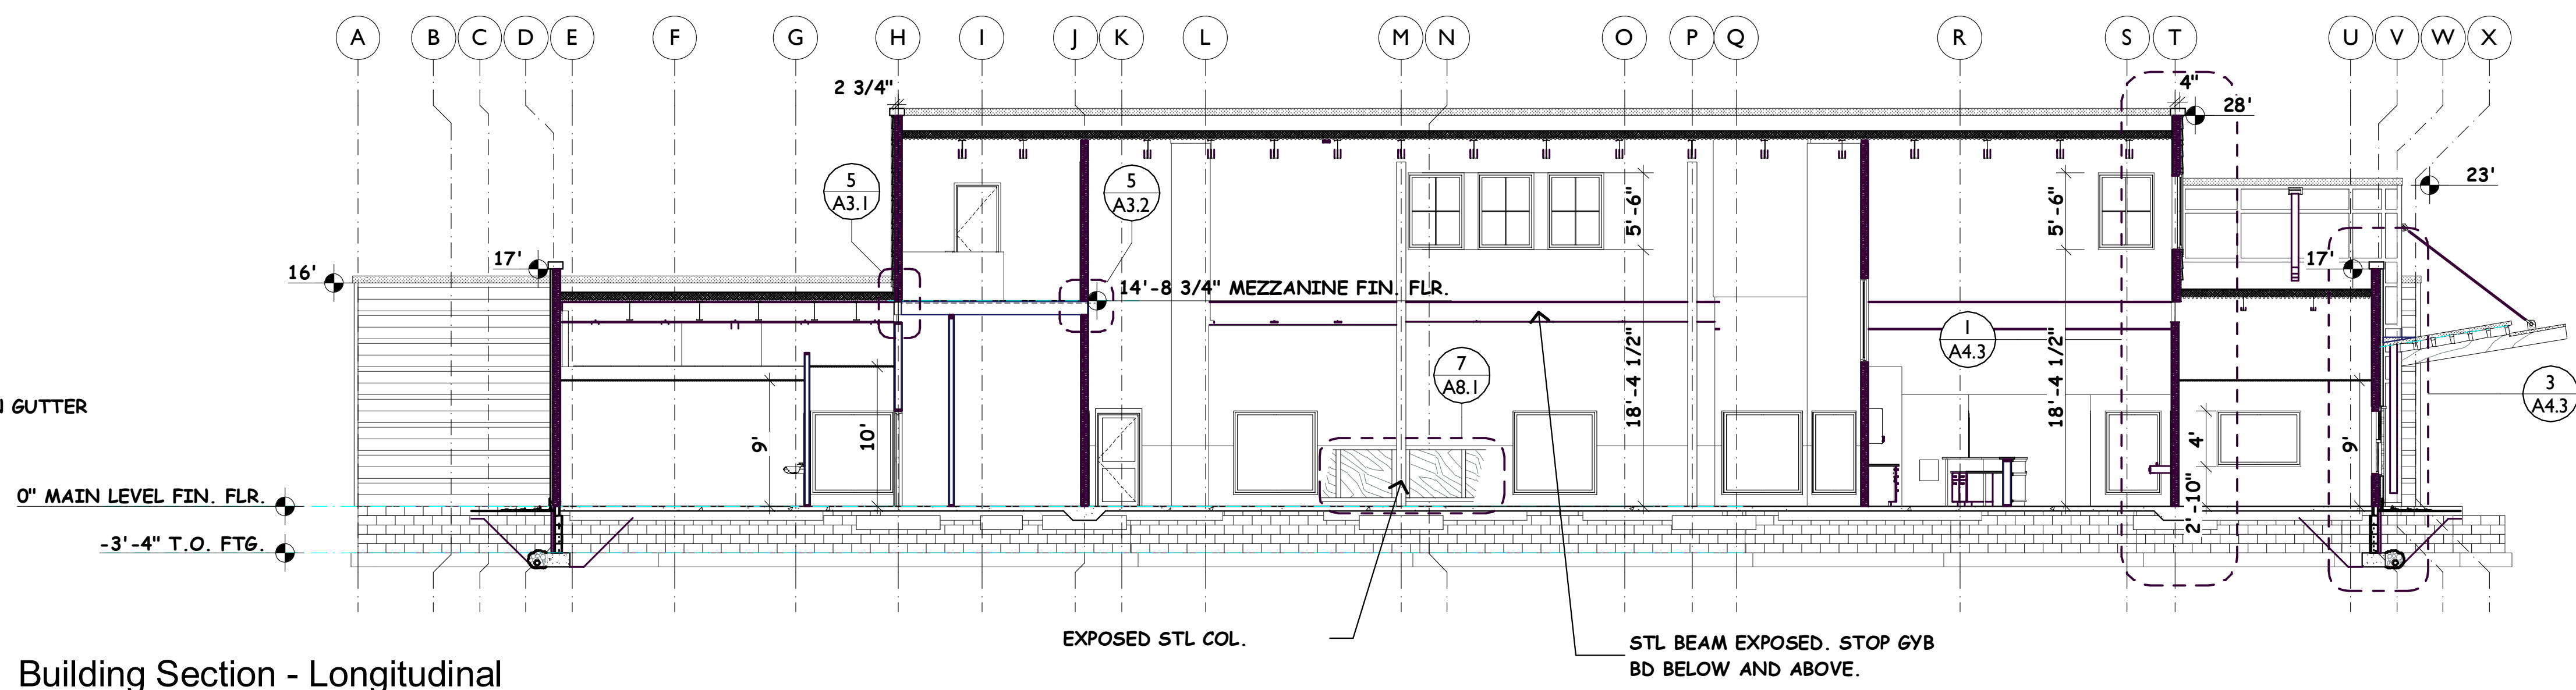 A B C D E F G H I J K L M N O P Q R S T U V W X
2 3/4"
4"
28'
5
A3.1
5
A3.2
23'
5'-6"
5'-6"
16'
17'
17'
14'-8 3/4" MEZZANINE FIN. FLR.
1
A4.3
7
A8.1
18'-4 1/2"
18'-4 1/2"
3
A4.3
N GUTTER
9'
10'
4'
9'
0" MAIN LEVEL FIN. FLR.
2'-10"
-3'-4" T.O. FTG.
EXPOSED STL COL.
STL BEAM EXPOSED. STOP GYB
BD BELOW AND ABOVE.
Building Section - Longitudinal